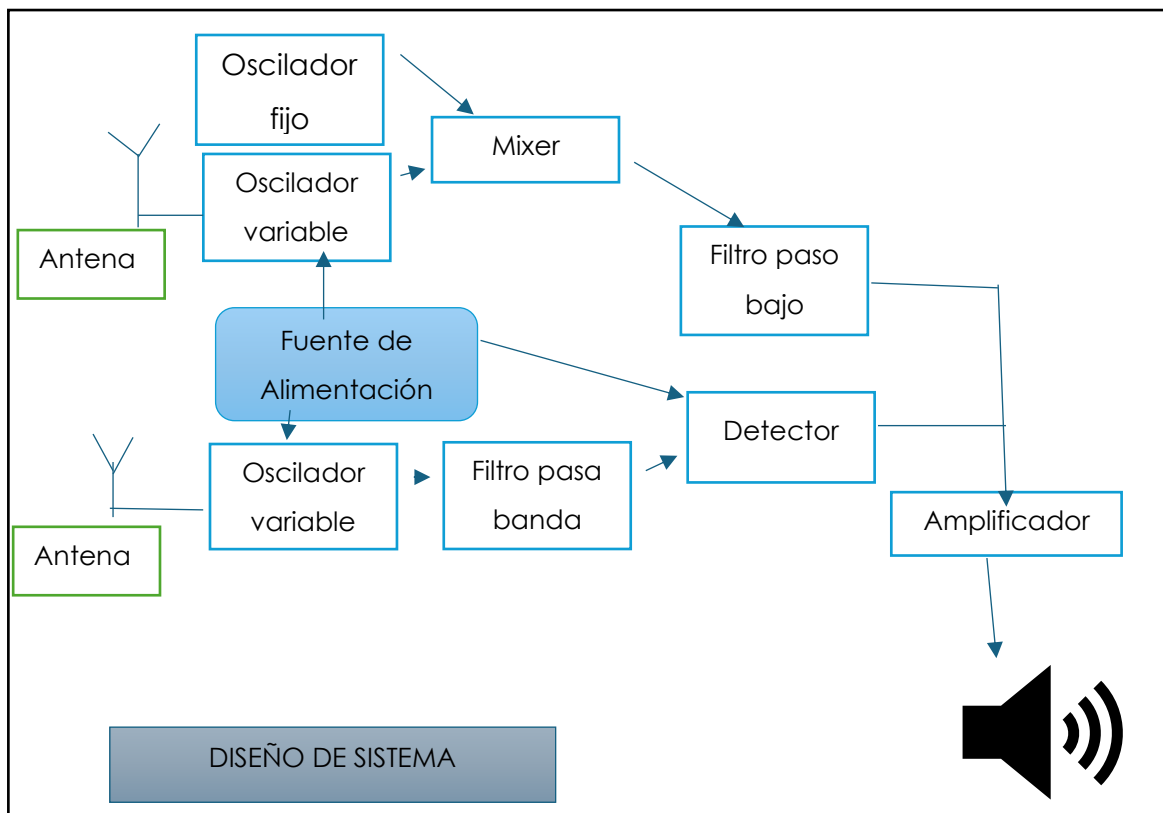 Oscilador
fijo
Mixer
Oscilador
variable
Antena
Filtro paso
bajo
Fuente de
Alimentación
Detector
Oscilador
variable
Filtro pasa
banda
Antena
Amplificador
DISEÑO DE SISTEMA